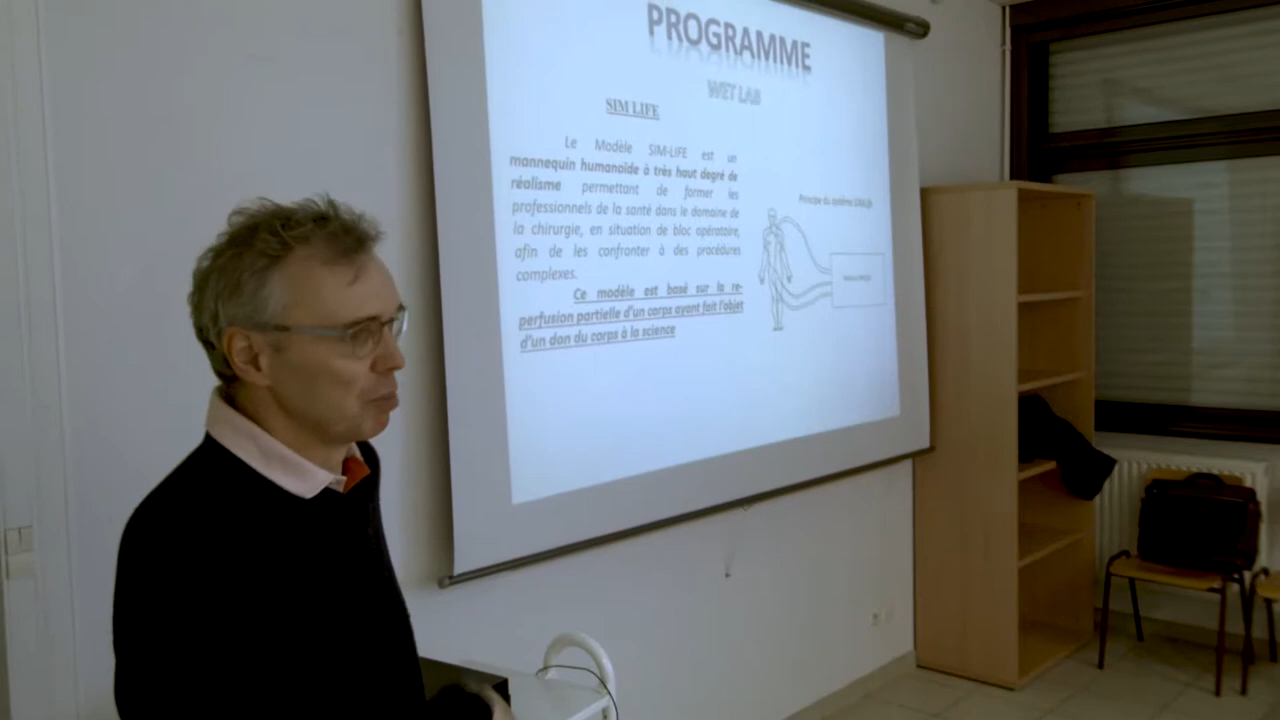 PROGRAMME
WET LAB
SIM LIFE
Le Modèle SIM-LIFE est un
mannequin humanoïde à très haut degré de
réalisme permettant de former les
professionnels de la santé dans le domaine de
la chirurgie, en situation de bloc opératoire,
afin de les confronter à des procédures
complexes.
Ce modèle est basé sur la re-
perfusion partielle d'un corps ayant fait l'objet
d'un don du corps à la science
Principe du système SIMLife